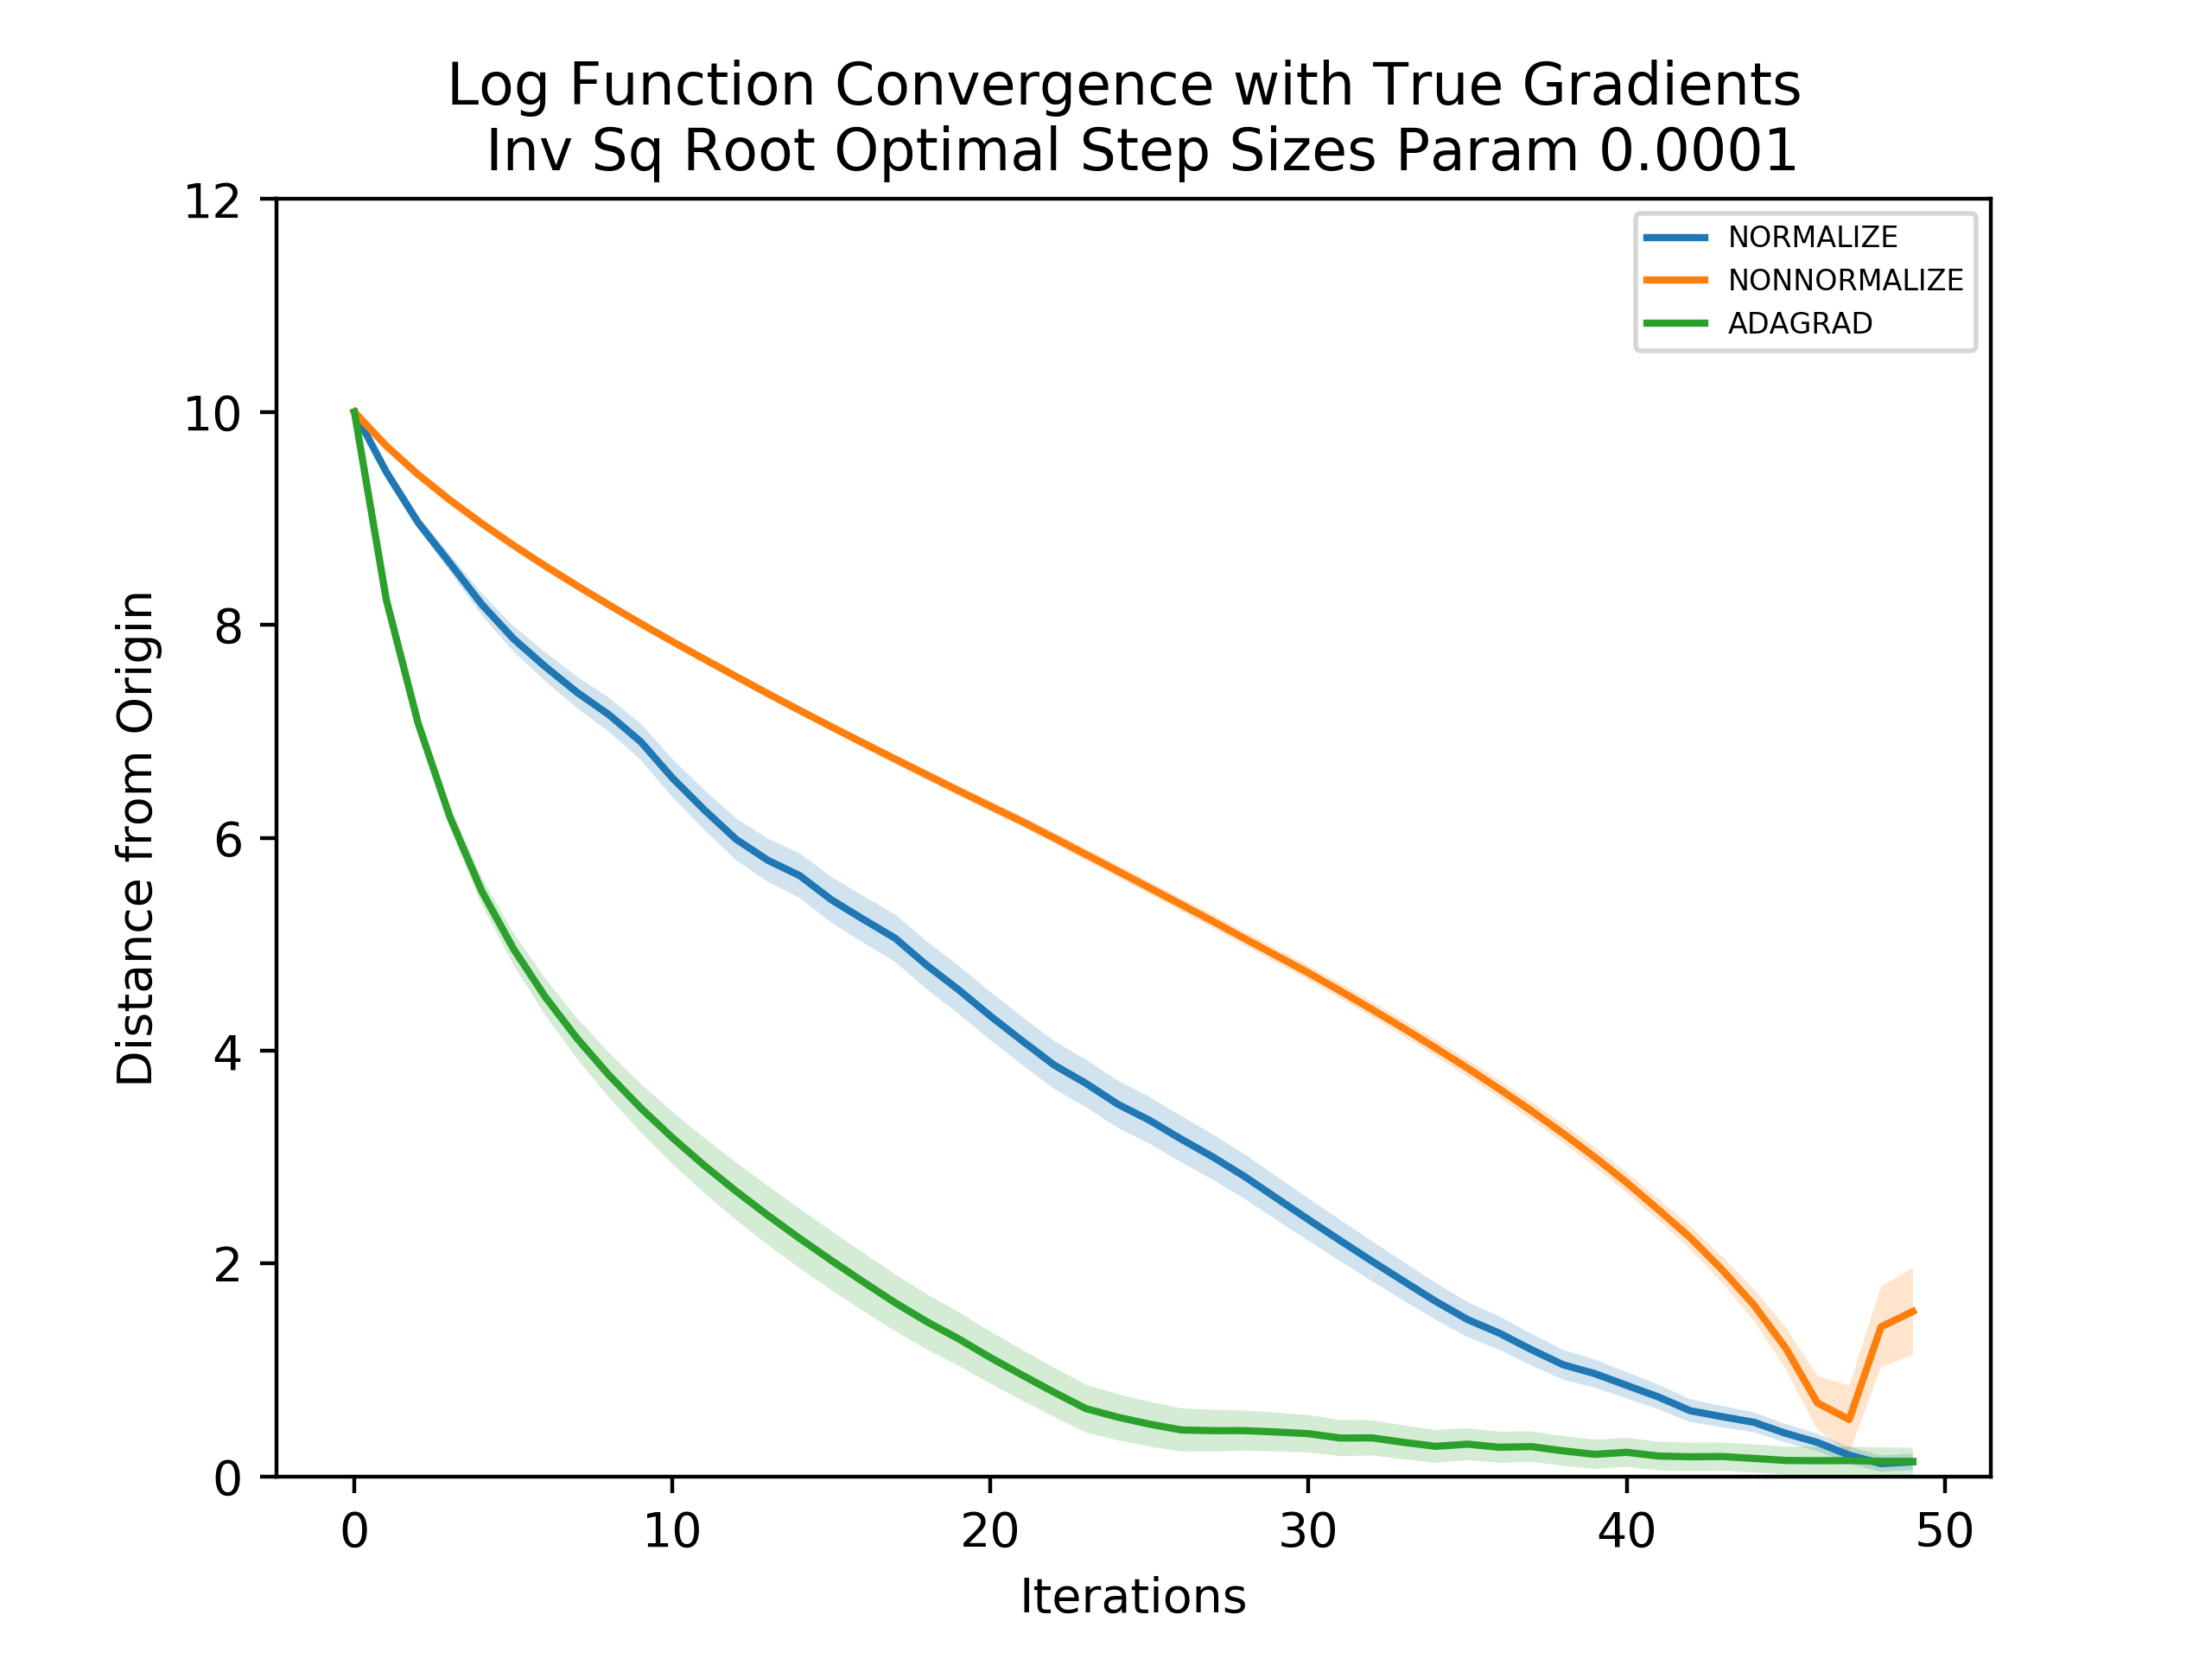 Log Function Convergence with True Gradients
Inv Sq Root Optimal Step Sizes Param 0.0001
12
10
8
6
4
2
0
Distance from Origin
NORMALIZE
NONNORMALIZE
ADAGRAD
0 10 20 30 40 50
Iterations